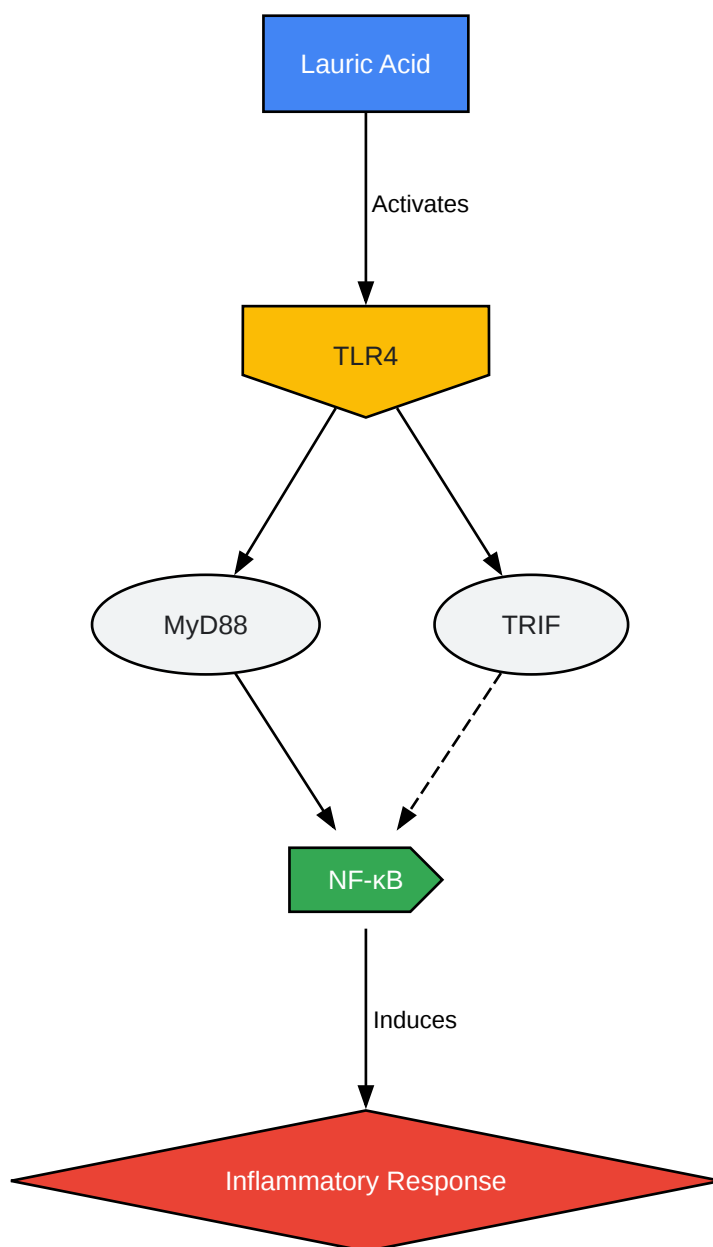 Lauric Acid
Activates
TLR4
MyD88
TRIF
NF-κB
Induces
Inflammatory Response